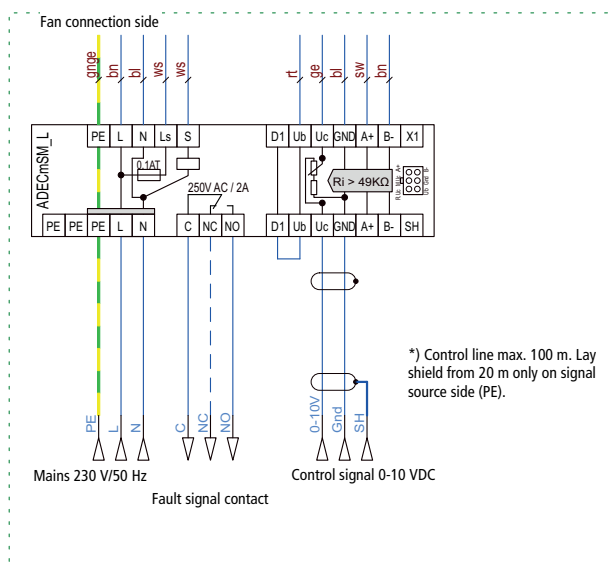 Fan connection side
gnge bn bl ws ws rt ge bl sw bn
ADECmSM_L
PE L N Ls S D1 Ub Uc GND A+ B- X1
0.1AT
250V AC / 2A
Ri > 49KΩ
A+ B-
Ub Gnd
PE PE PE L N C NC NO D1 Ub Uc GND A+ B- SH
*) Control line max. 100 m. Lay
shield from 20 m only on signal
source side (PE).
PE L N C NC NO 0-10V Gnd SH
Mains 230 V/50 Hz
Control signal 0-10 VDC
Fault signal contact